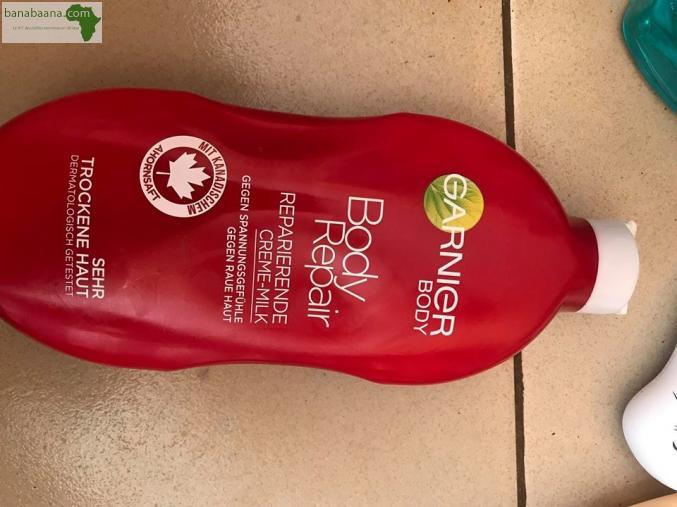 banabaana.com
GARNIER
BODY
Body
Repair
REPARIERENDE
CREME-MILK
GEGEN SPANNUNGSGEFÜHLE
GEGEN RAUE HAUT
MIT KANADISCHEM
AHORNSAFT
SEHR
TROCKENE HAUT
DERMATOLOGISCH GETESTET